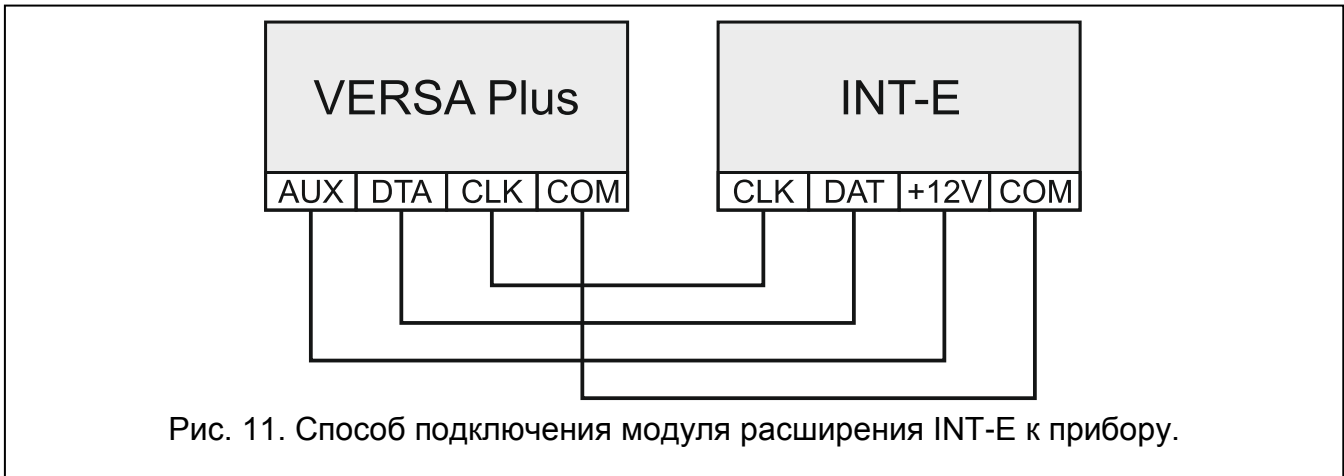 VERSA Plus
INT-E
AUX DTA CLK COM
CLK DAT +12V COM
Рис. 11. Способ подключения модуля расширения INT-E к прибору.